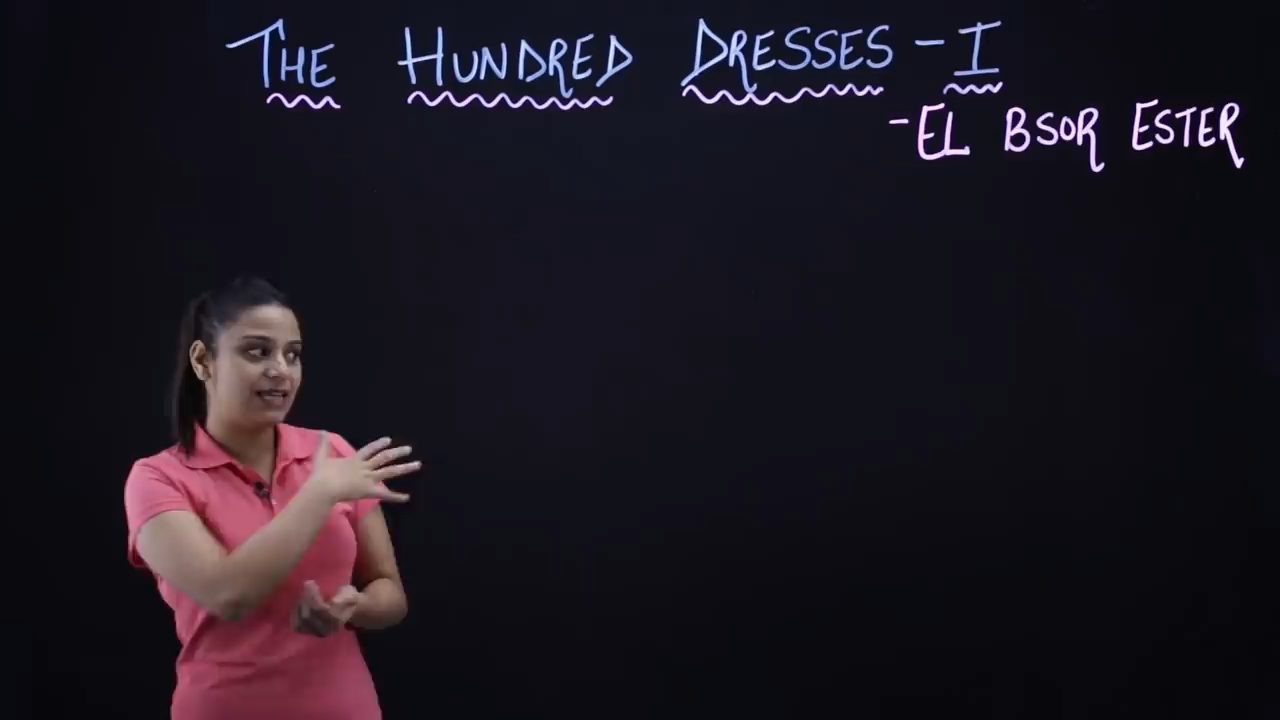 THE HUNDRED DRESSES - I
- EL BSOR ESTER